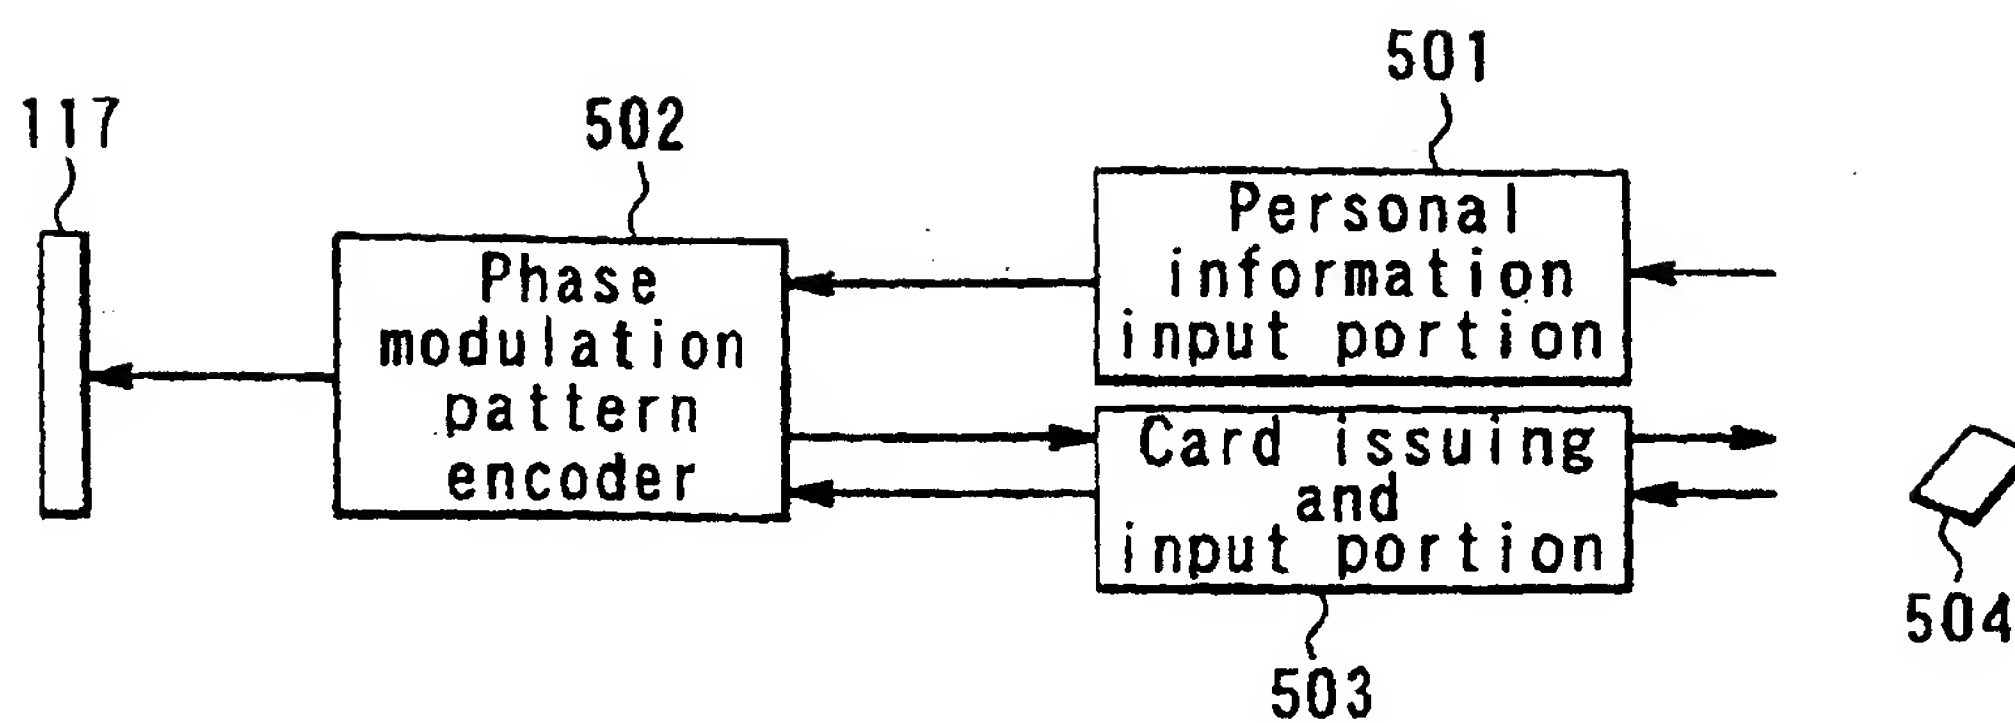 501
117
502
Personal
information
input portion
Phase
modulation
pattern
encoder
Card issuing
and
input portion
504
503